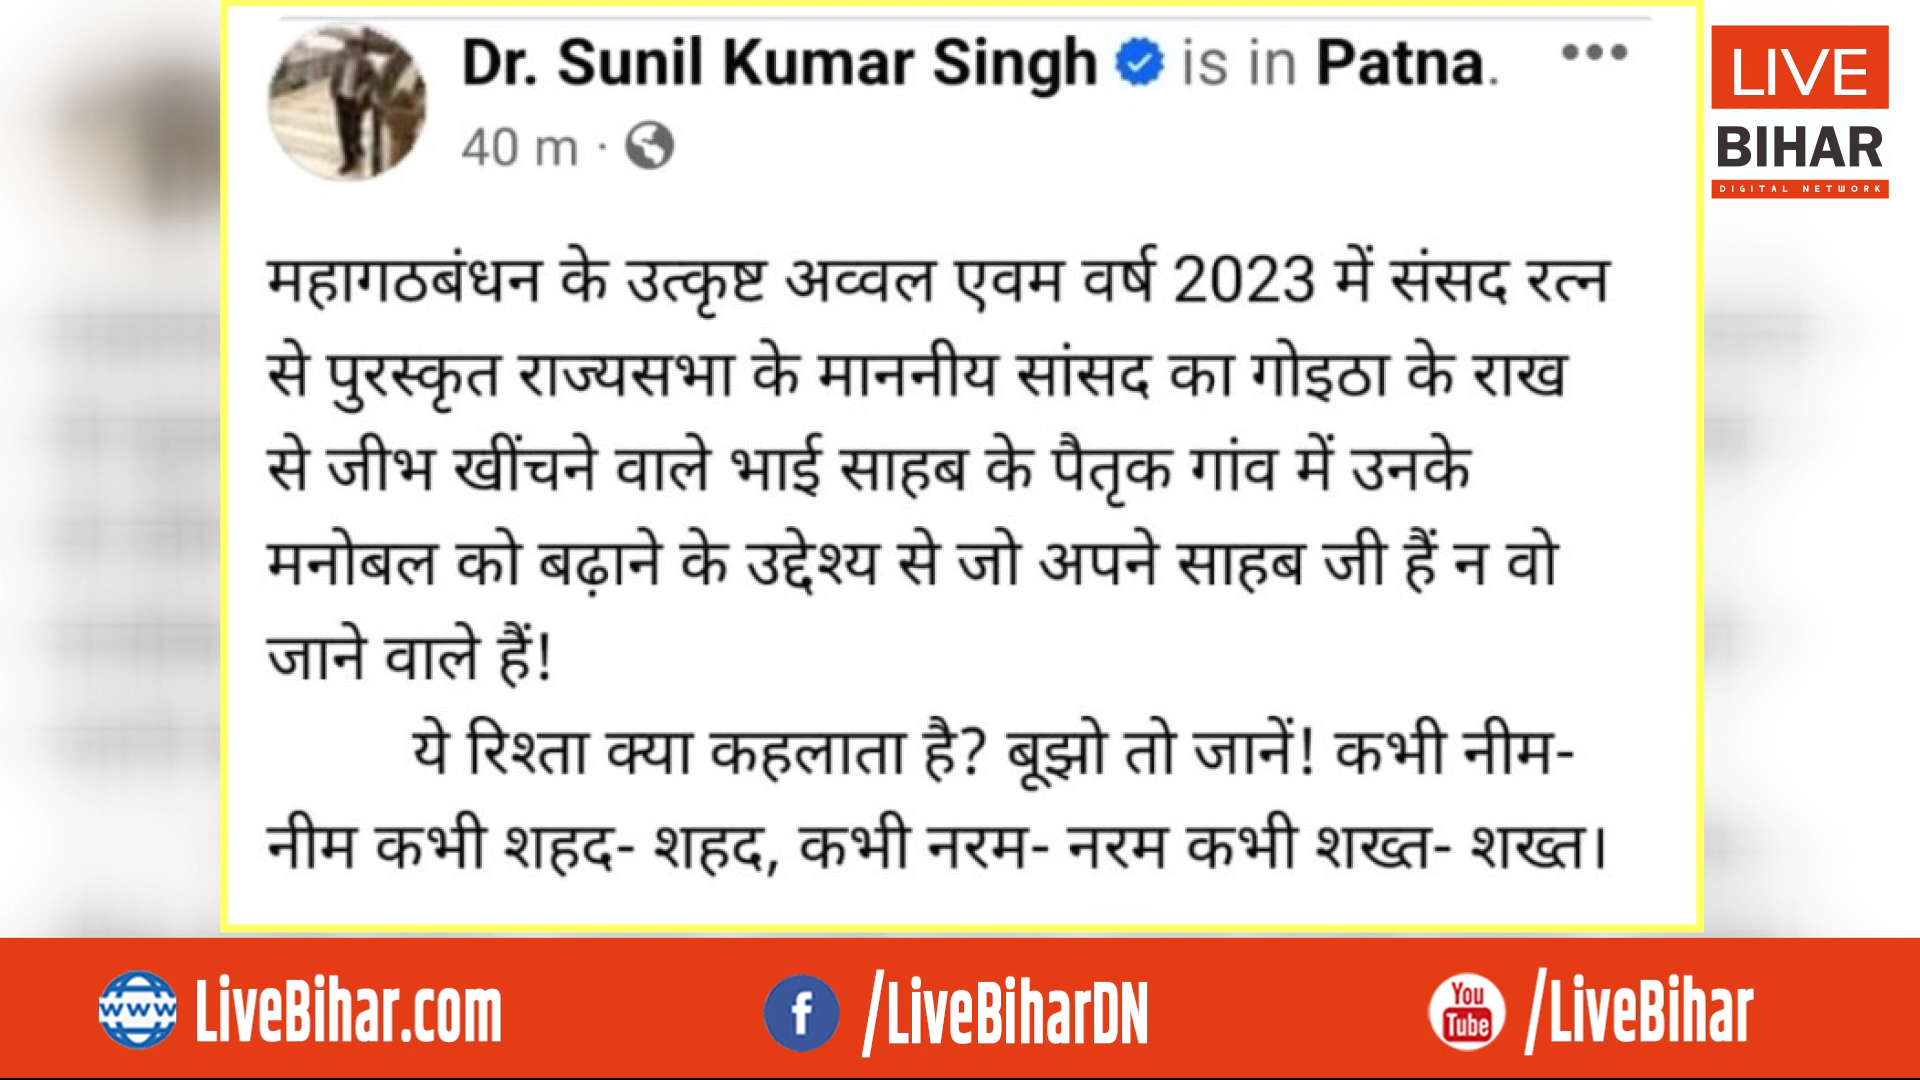 Dr. Sunil Kumar Singh is in Patna.
40 m ·
LIVE
BIHAR
DIGITAL NETWORK
महागठबंधन के उत्कृष्ट अव्वल एवम वर्ष 2023 में संसद रत्न
से पुरस्कृत राज्यसभा के माननीय सांसद का गोइठा के राख
से जीभ खींचने वाले भाई साहब के पैतृक गांव में उनके
मनोबल को बढ़ाने के उद्देश्य से जो अपने साहब जी हैं न वो
जाने वाले हैं!
ये रिश्ता क्या कहलाता है? बूझो तो जानें! कभी नीम-
नीम कभी शहद- शहद, कभी नरम- नरम कभी शख्त- शख्त।
www LiveBihar.com
f /LiveBiharDN
You Tube /LiveBihar